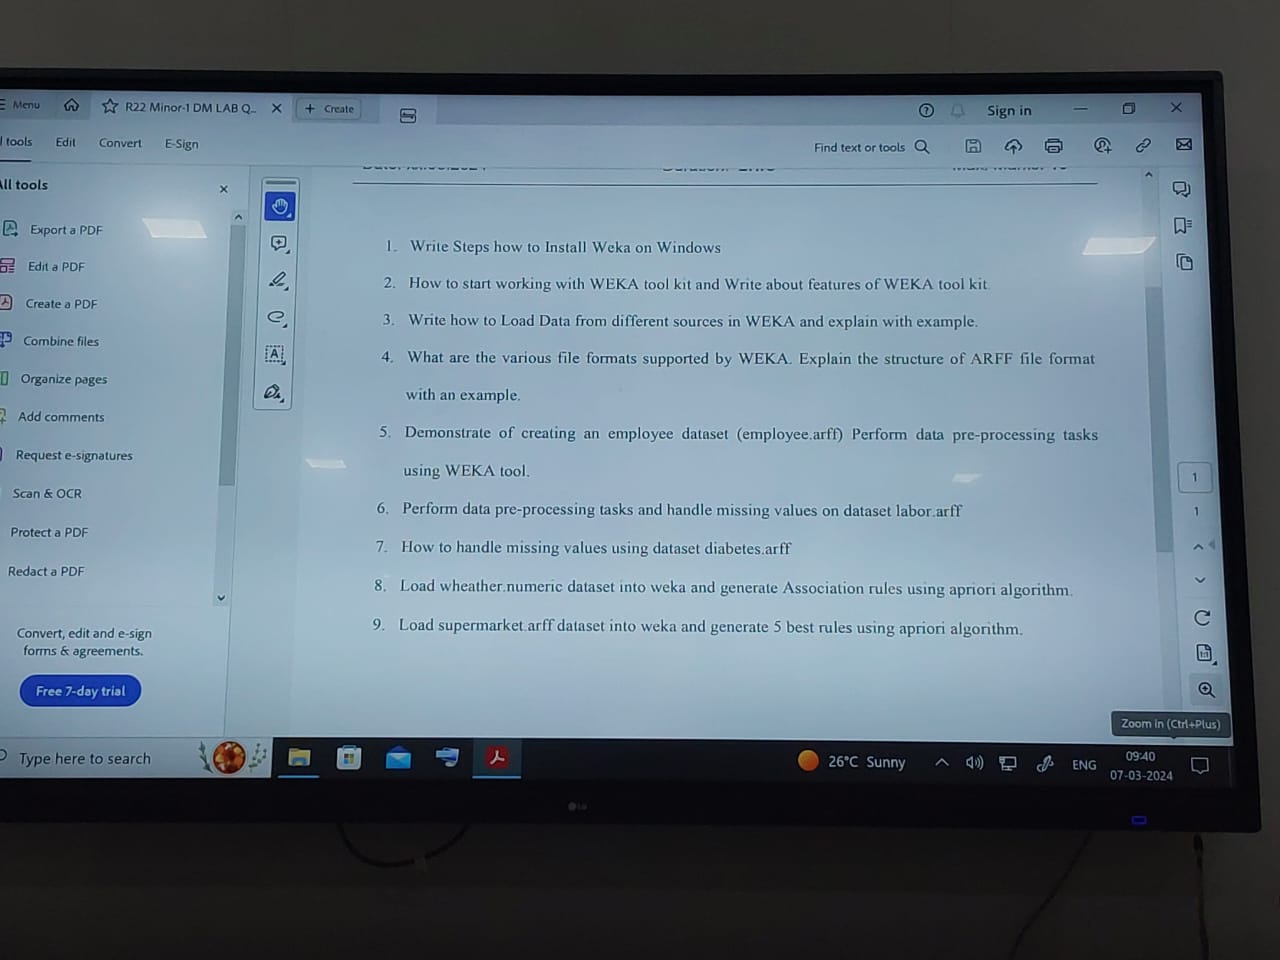 Menu
R22 Minor-1 DM LAB Q...
Create
Sign in
tools Edit Convert E-Sign
Find text or tools
All tools
Export a PDF
Edit a PDF
Create a PDF
Combine files
Organize pages
Add comments
Request e-signatures
Scan & OCR
Protect a PDF
Redact a PDF
Convert, edit and e-sign
forms & agreements.
Free 7-day trial
1. Write Steps how to Install Weka on Windows
2. How to start working with WEKA tool kit and Write about features of WEKA tool kit.
3. Write how to Load Data from different sources in WEKA and explain with example.
4. What are the various file formats supported by WEKA. Explain the structure of ARFF file format
with an example.
5. Demonstrate of creating an employee dataset (employee.arff) Perform data pre-processing tasks
using WEKA tool.
6. Perform data pre-processing tasks and handle missing values on dataset labor.arff
7. How to handle missing values using dataset diabetes.arff
8. Load wheather.numeric dataset into weka and generate Association rules using apriori algorithm.
9. Load supermarket.arff dataset into weka and generate 5 best rules using apriori algorithm.
1
1
1:1
Zoom in (Ctrl+Plus)
Type here to search
26°C Sunny
ENG
09:40
07-03-2024
LG